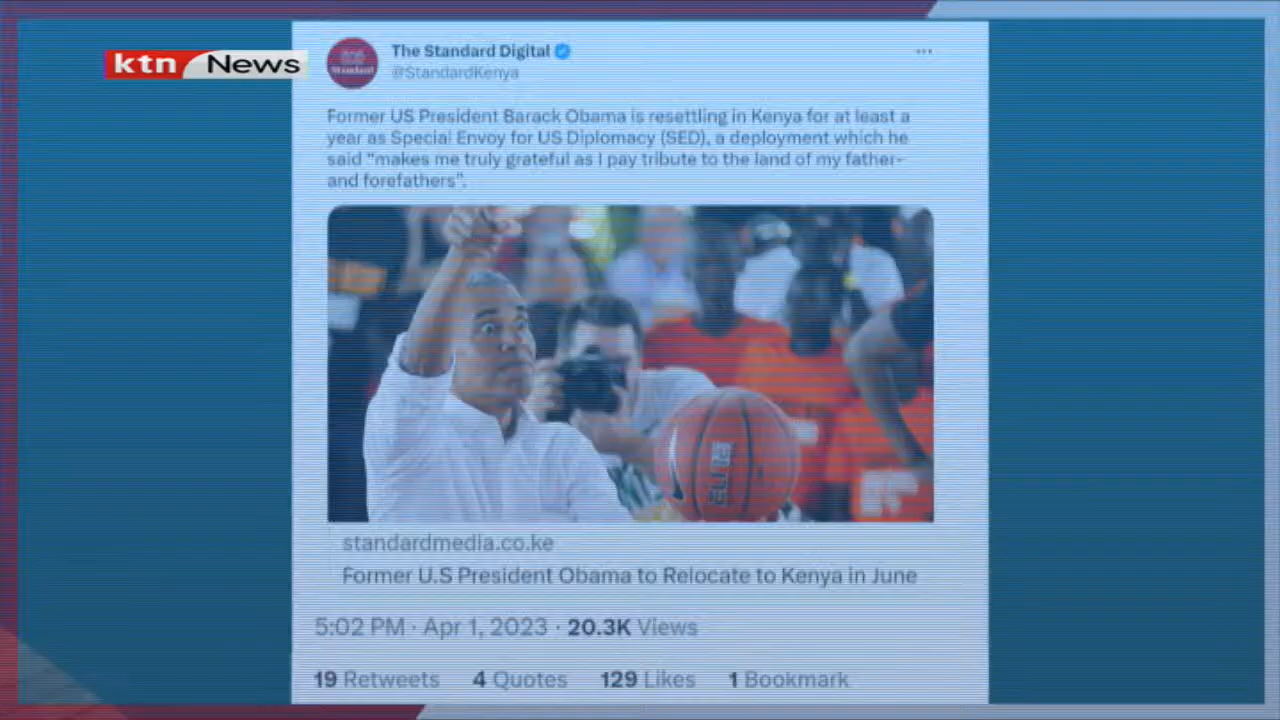 ktn News
The Standard Digital
@StandardKenya
Former US President Barack Obama is resettling in Kenya for at least a
year as Special Envoy for US Diplomacy (SED), a deployment which he
said "makes me truly grateful as I pay tribute to the land of my father-
and forefathers".
Standard
ELITE
standardmedia.co.ke
Former U.S President Obama to Relocate to Kenya in June
5:02 PM · Apr 1, 2023 · 20.3K Views
19 Retweets 4 Quotes 129 Likes 1 Bookmark